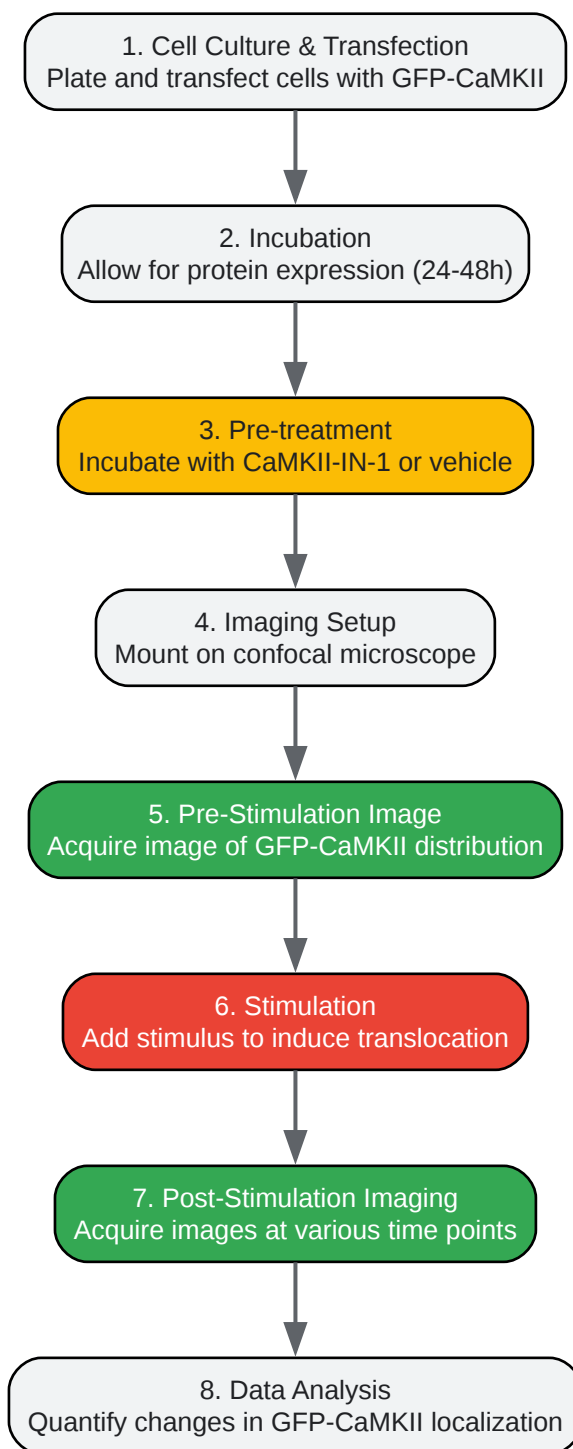 1. Cell Culture & Transfection
Plate and transfect cells with GFP-CaMKII
2. Incubation
Allow for protein expression (24-48h)
3. Pre-treatment
Incubate with CaMKII-IN-1 or vehicle
4. Imaging Setup
Mount on confocal microscope
5. Pre-Stimulation Image
Acquire image of GFP-CaMKII distribution
6. Stimulation
Add stimulus to induce translocation
7. Post-Stimulation Imaging
Acquire images at various time points
8. Data Analysis
Quantify changes in GFP-CaMKII localization